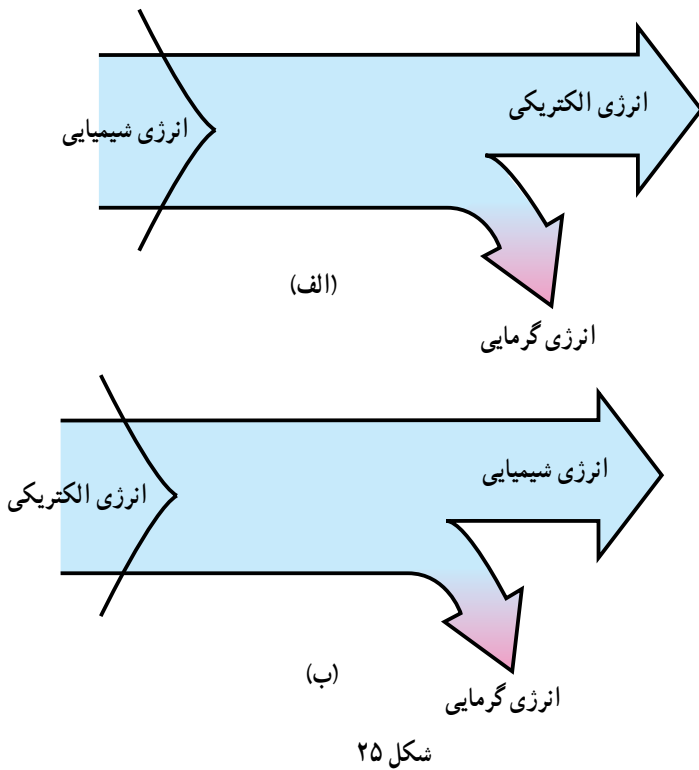 انرژی الکتریکی
انرژی شیمیایی
(الف)
انرژی گرمایی
انرژی شیمیایی
انرژی الکتریکی
(ب)
انرژی گرمایی
شکل ۲۵